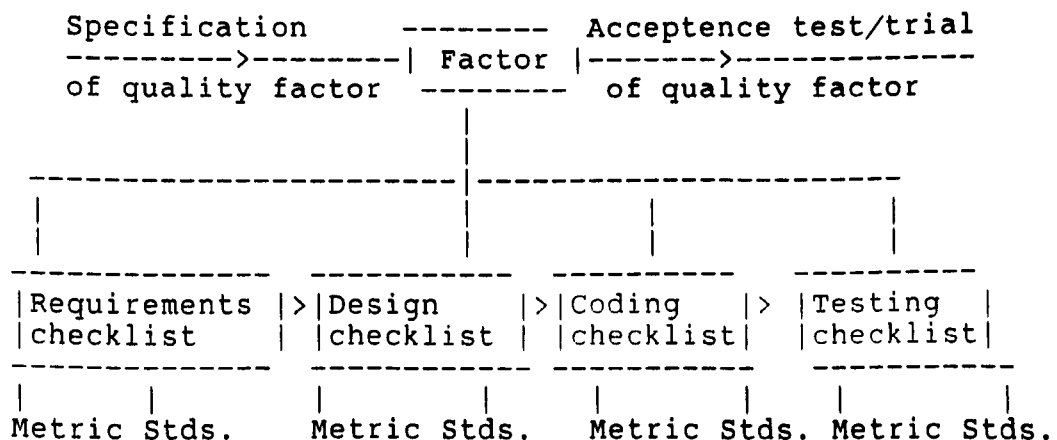 Specification -------- Acceptence test/trial
--------->--------| Factor |------->--------------
of quality factor -------- of quality factor
|
|
-------------------------|-------------------------
| | | |
| | | |
-------------- ----------- ---------- ----------
|Requirements |>|Design |>|Coding |> |Testing |
|checklist | |checklist | |checklist| |checklist|
-------------- ------------ ----------- -----------
| | | | | | | |
Metric Stds. Metric Stds. Metric Stds. Metric Stds.